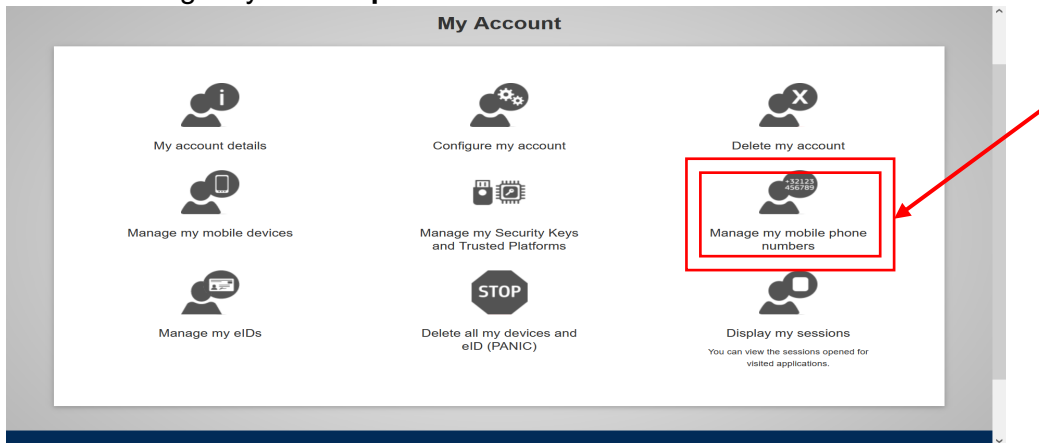 My Account
i
X
My account details
Configure my account
Delete my account
+32123
456789
Manage my mobile devices
Manage my Security Keys
and Trusted Platforms
Manage my mobile phone
numbers
STOP
Manage my eIDs
Delete all my devices and
eID (PANIC)
Display my sessions
You can view the sessions opened for
visited applications.